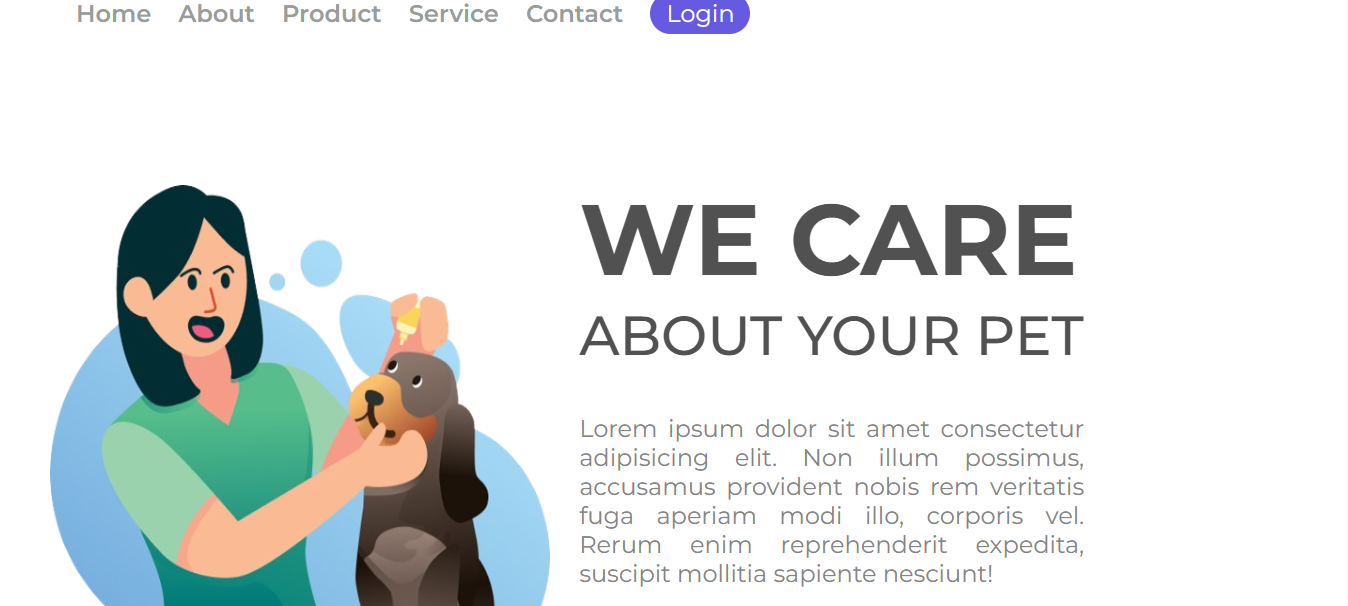 Home About Product Service Contact Login
WE CARE
ABOUT YOUR PET
Lorem ipsum dolor sit amet consectetur
adipisicing elit. Non illum possimus,
accusamus provident nobis rem veritatis
fuga aperiam modi illo, corporis vel.
Rerum enim reprehenderit expedita,
suscipit mollitia sapiente nesciunt!